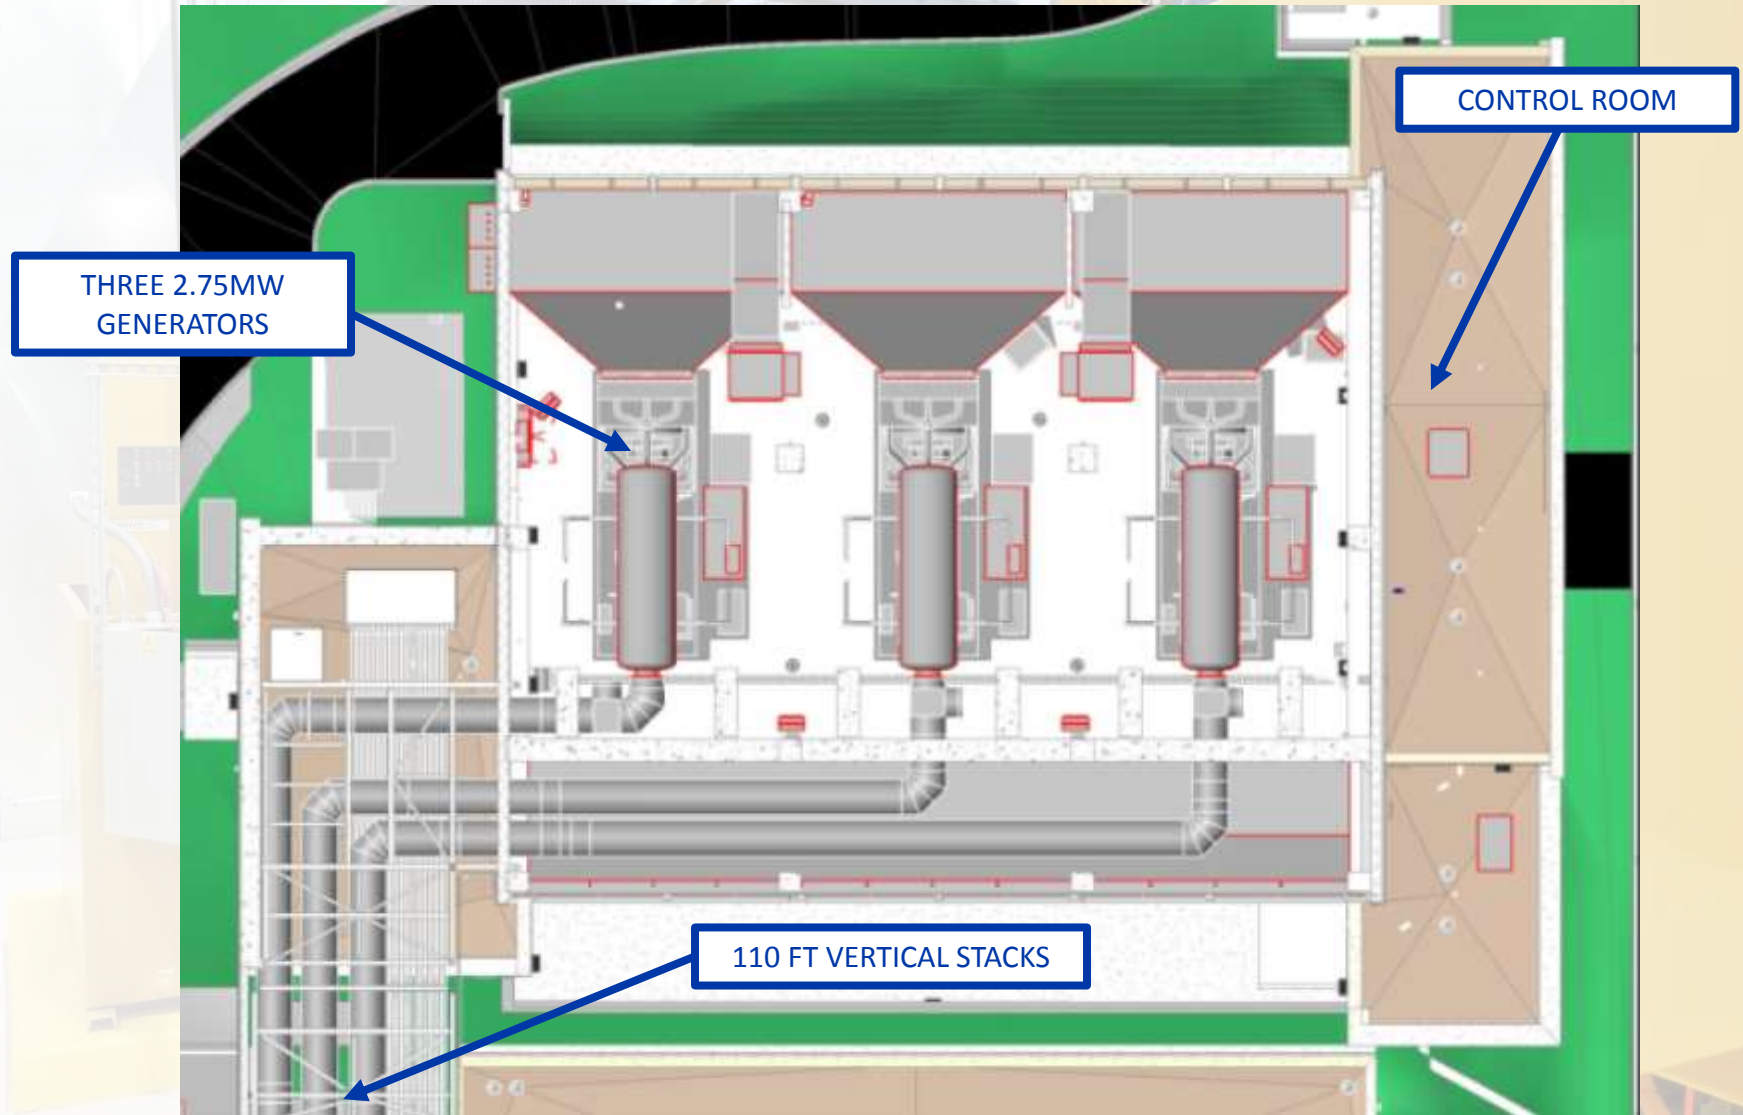 CONTROL ROOM
THREE 2.75MW
GENERATORS
110 FT VERTICAL STACKS